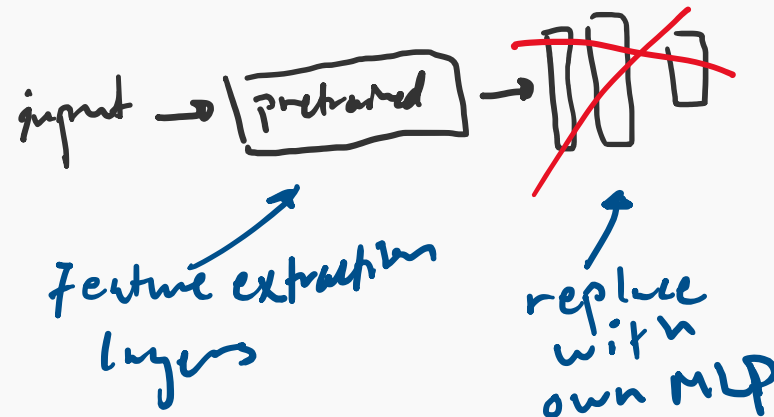 input
pretrained
Feature extraction
layers
replace
with
own MLP